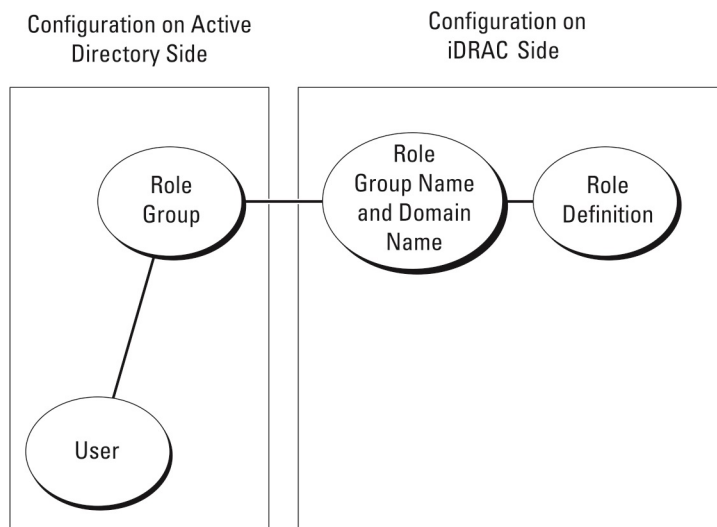 Configuration on Active
Directory Side
Configuration on
iDRAC Side
Role
Group
Role
Group Name
and Domain
Name
Role
Definition
User